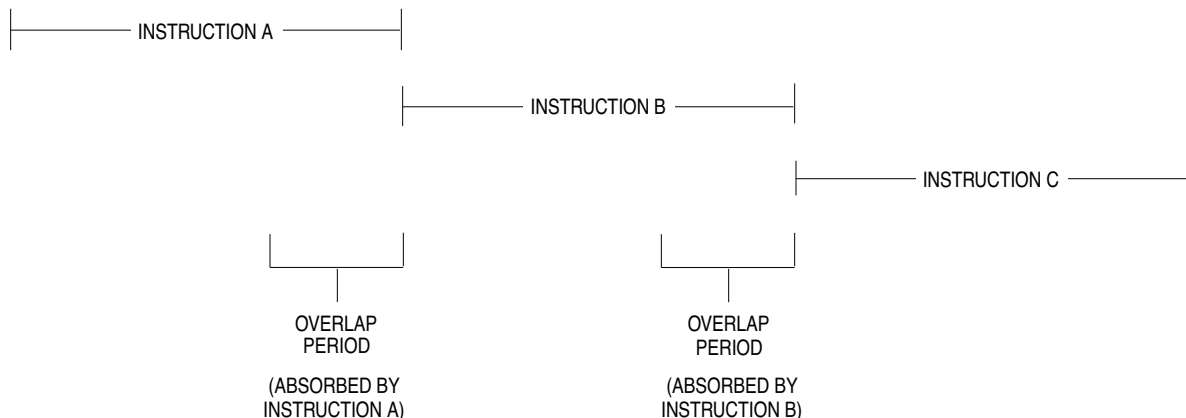 INSTRUCTION A
INSTRUCTION B
INSTRUCTION C
OVERLAP
PERIOD
(ABSORBED BY
INSTRUCTION A)
OVERLAP
PERIOD
(ABSORBED BY
INSTRUCTION B)